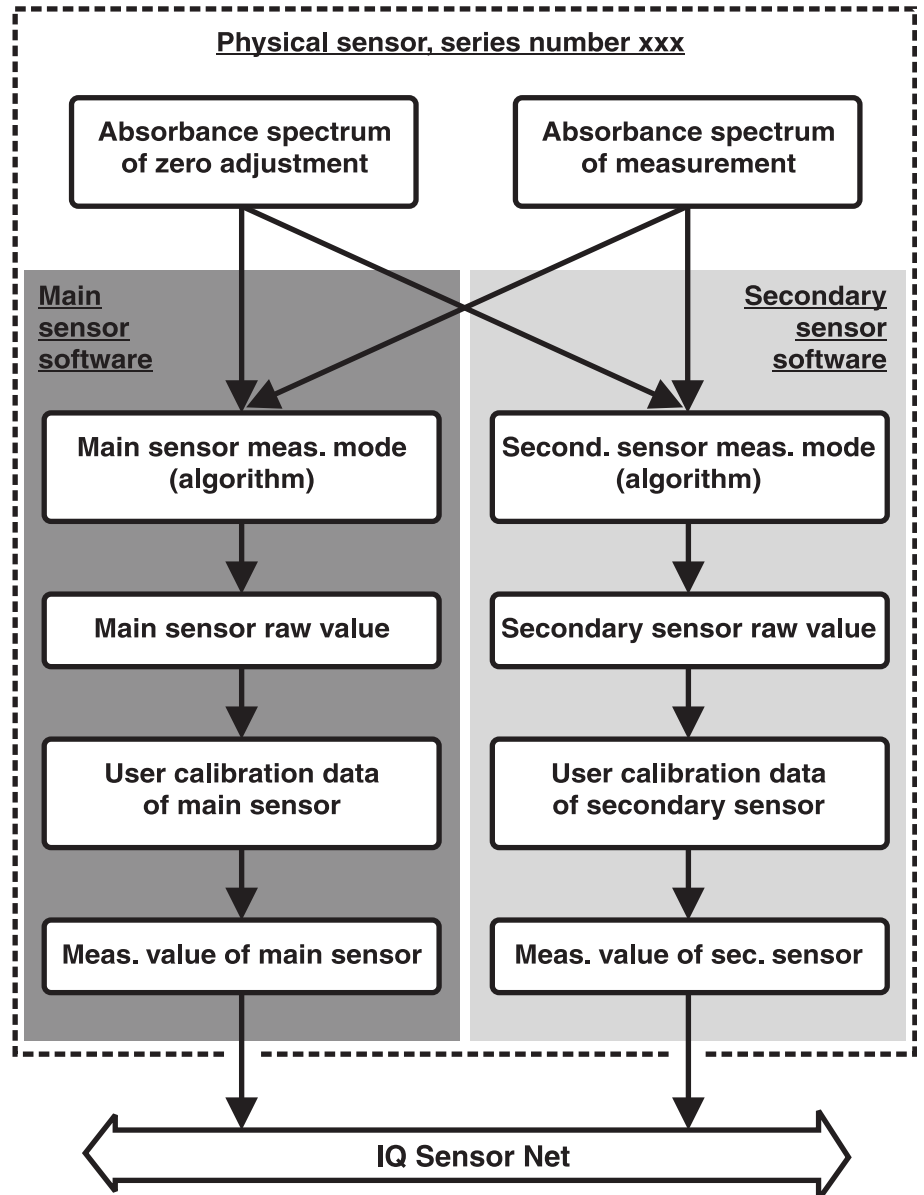 Physical sensor, series number xxx
Absorbance spectrum
of zero adjustment
Absorbance spectrum
of measurement
Main
sensor
software
Secondary
sensor
software
Main sensor meas. mode
(algorithm)
Second. sensor meas. mode
(algorithm)
Main sensor raw value
Secondary sensor raw value
User calibration data
of main sensor
User calibration data
of secondary sensor
Meas. value of main sensor
Meas. value of sec. sensor
IQ Sensor Net